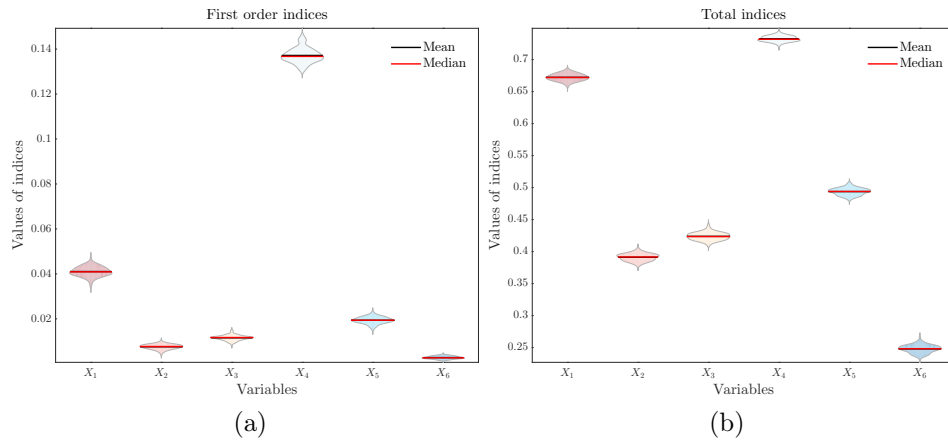 First order indices
0.14
0.12
0.1
0.08
0.06
0.04
0.02
Values of indices
Mean
Median
X1 X2 X3 X4 X5 X6
Variables
(a)
Total indices
0.7
0.65
0.6
0.55
0.5
0.45
0.4
0.35
0.3
0.25
Values of indices
Mean
Median
X1 X2 X3 X4 X5 X6
Variables
(b)